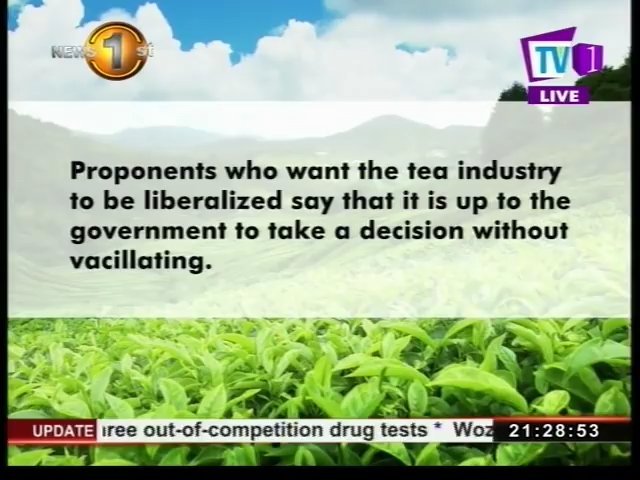 NEWS 1st
TV 1
LIVE
Proponents who want the tea industry
to be liberalized say that it is up to the
government to take a decision without
vacillating.
UPDATE
out-of-competition drug tests *
21:28:53